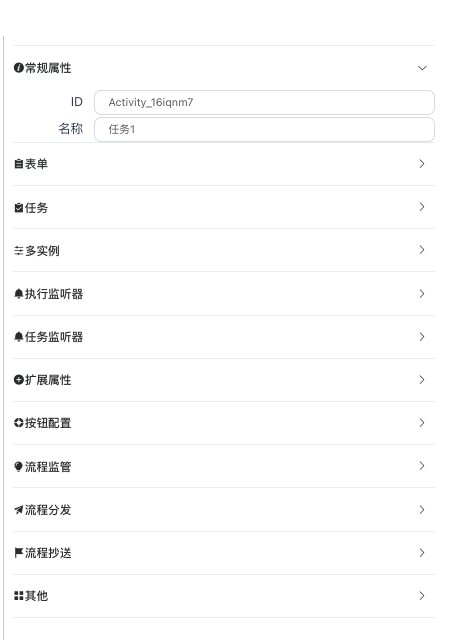 常规属性
ID Activity_16iqnm7
名称 任务1
表单
任务
多实例
执行监听器
任务监听器
扩展属性
按钮配置
流程监管
流程分发
流程抄送
其他